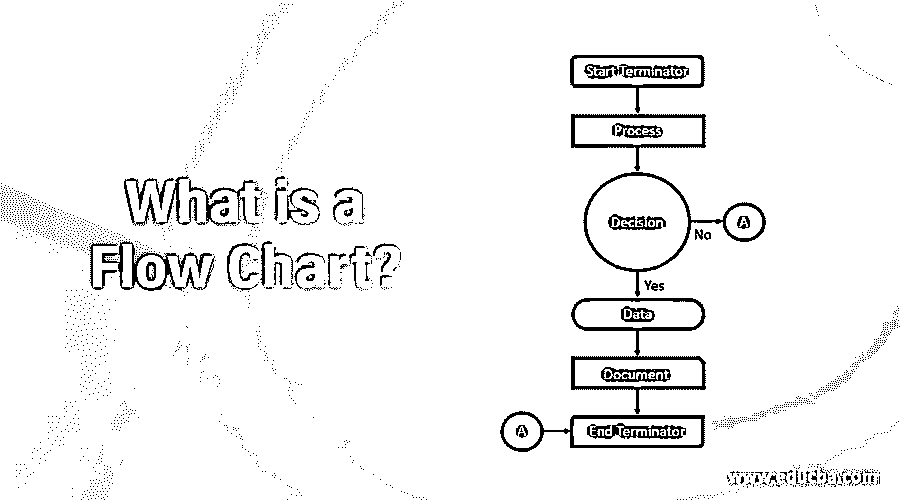 What is a
Flow Chart?
Start Terminator
Process
Decision
No
A
Yes
Data
Document
A
End Terminator
www.educba.com